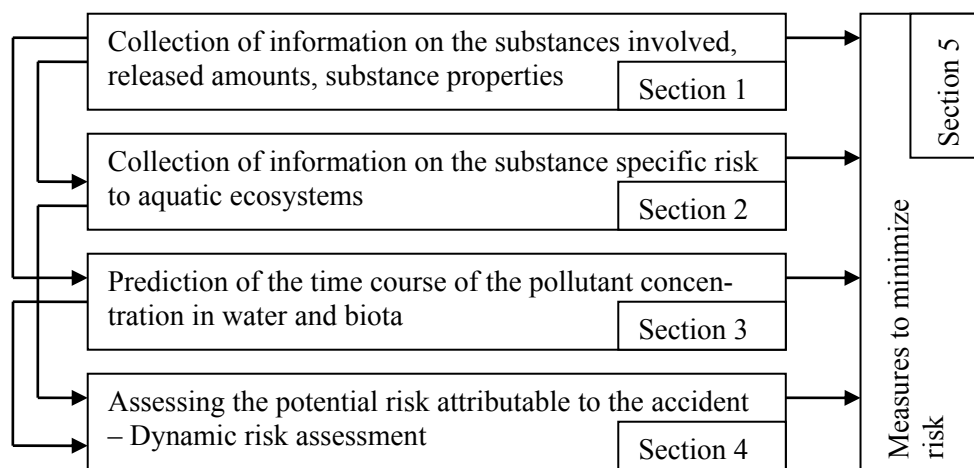 Collection of information on the substances involved,
released amounts, substance properties
Section 1
Collection of information on the substance specific risk
to aquatic ecosystems
Section 2
Prediction of the time course of the pollutant concen-
tration in water and biota
Section 3
Assessing the potential risk attributable to the accident
– Dynamic risk assessment
Section 4
Section 5
Measures to minimize
risk